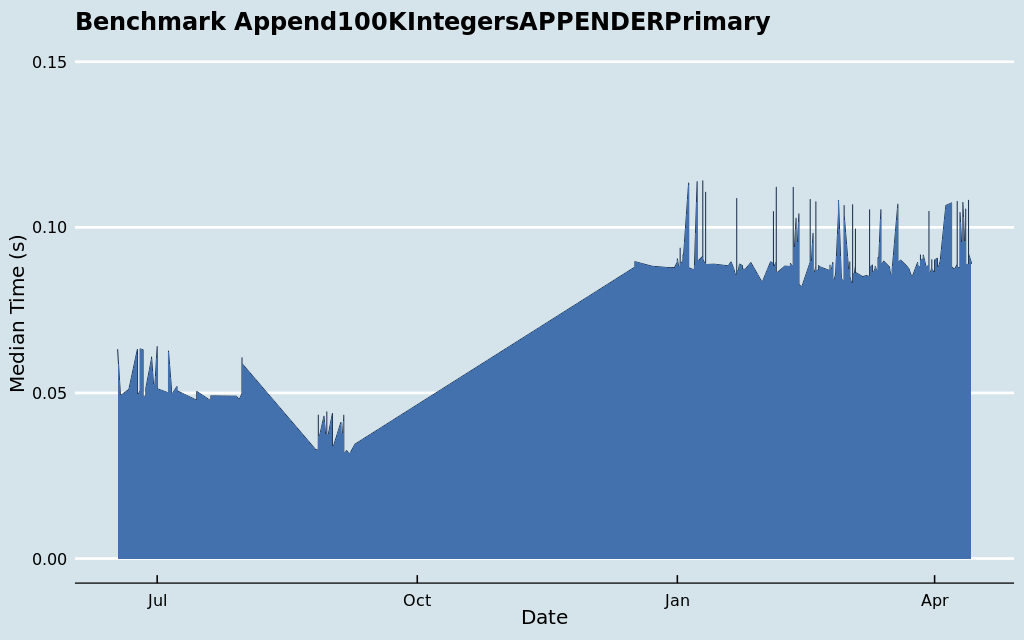 Benchmark Append100KIntegersAPPENDERPrimary
0.15
0.10
0.05
0.00
Median Time (s)
Jul Oct Jan Apr
Date